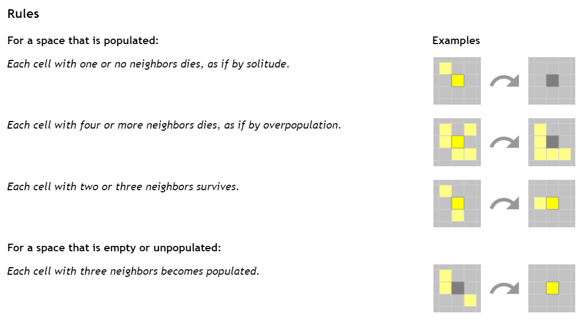 Rules
For a space that is populated:
Examples
Each cell with one or no neighbors dies, as if by solitude.
Each cell with four or more neighbors dies, as if by overpopulation.
Each cell with two or three neighbors survives.
For a space that is empty or unpopulated:
Each cell with three neighbors becomes populated.